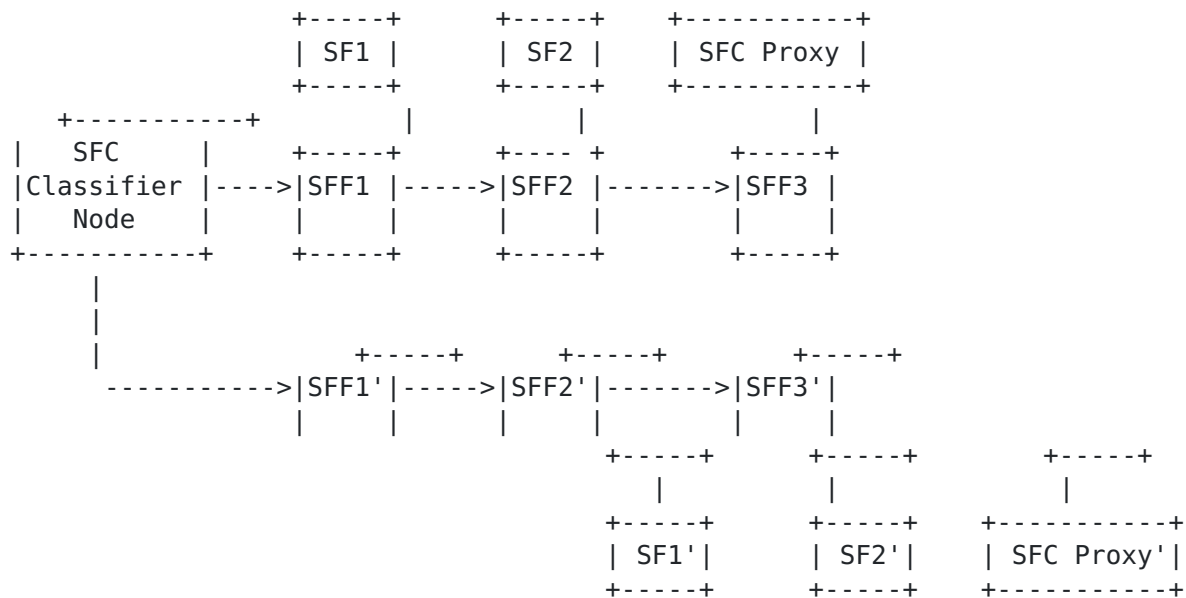 SF1 SF2 SFC Proxy
SFC
Classifier SFF1 SFF2 SFF3
Node
SFF1' SFF2' SFF3'
SF1' SF2' SFC Proxy'